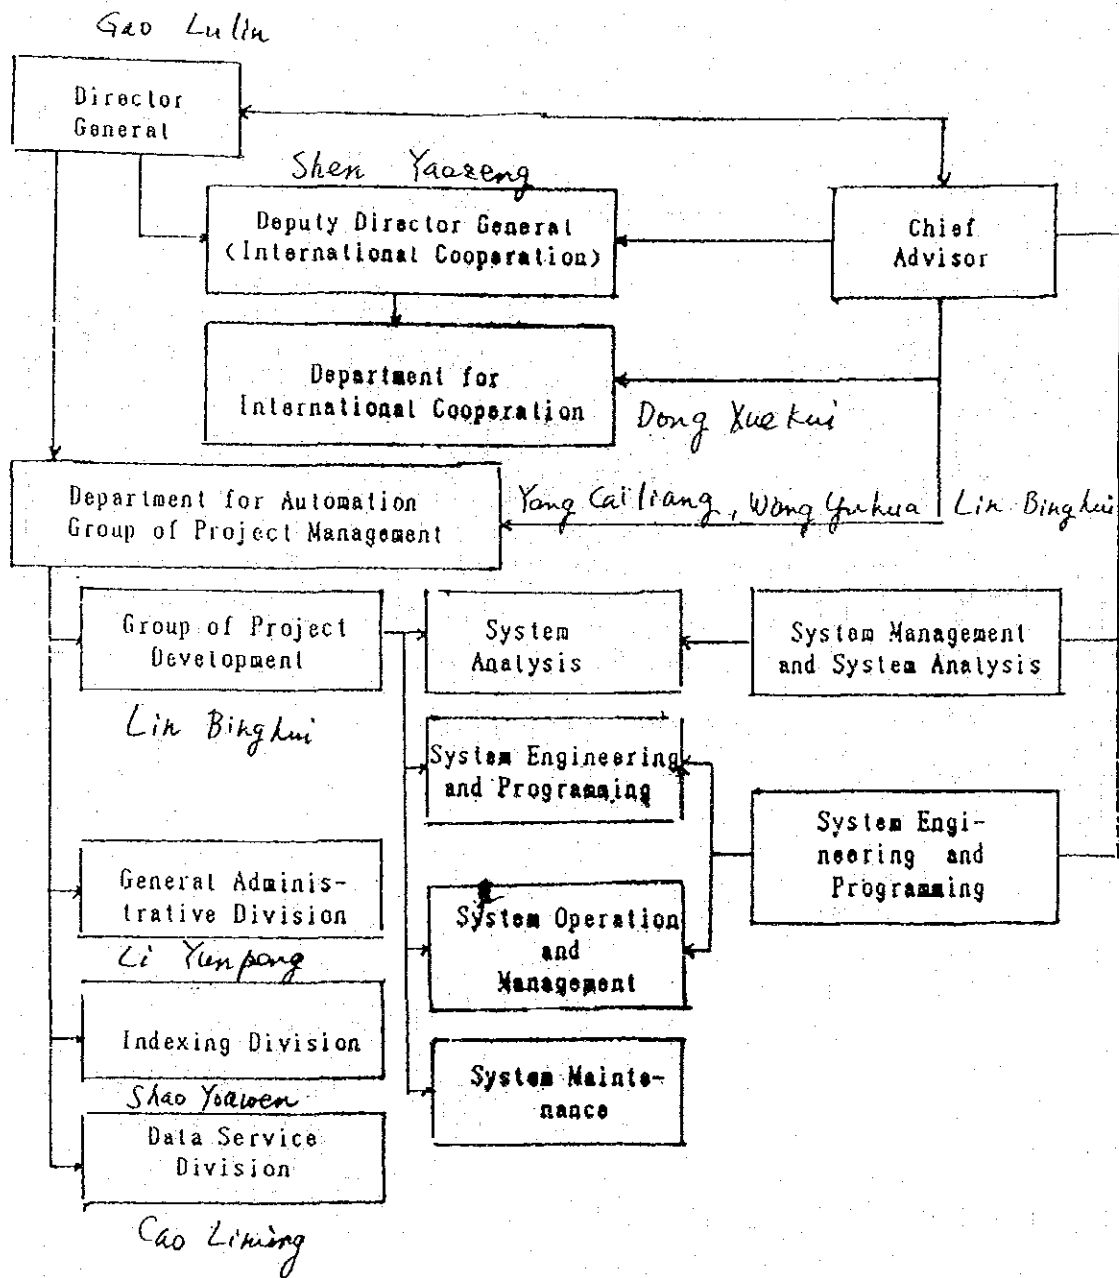 Gao Lulin
Director
General
Shen Yaozeng
Deputy Director General
(International Cooperation)
Chief
Advisor
Department for
International Cooperation
Dong Xuekui
Department for Automation
Group of Project Management
Yang Cailiang, Wang Yuhua
Lin Binghui
Group of Project
Development
Lin Binghui
System
Analysis
System Management
and System Analysis
System Engineering
and Programming
System Engi-
neering and
Programming
General Adminis-
trative Division
Li Yunpeng
System Operation
and
Management
Indexing Division
Shao Yuawen
System Mainte-
nance
Data Service
Division
Cao Liming